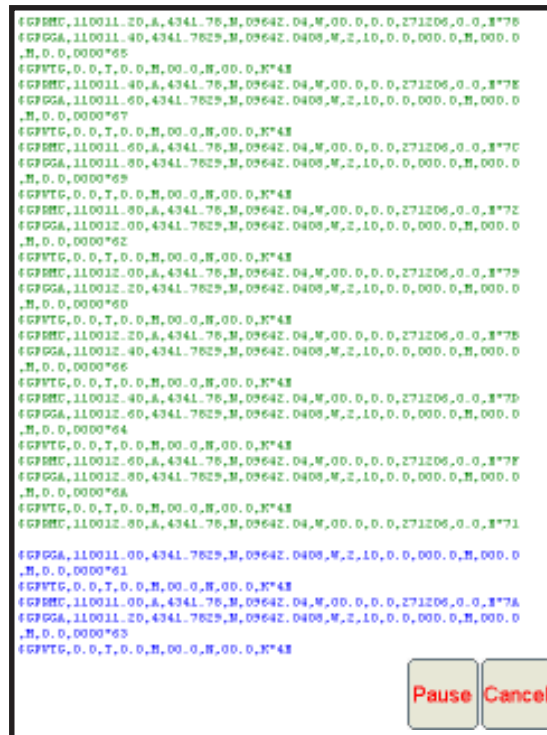 $GPRMC,110011.20,A,4341.78,N,09642.04,W,00.0,0.0,271206,0.0,E*78
$GPGGA,110011.40,4341.7829,N,09642.0408,W,2,10,0.0,000.0,M,000.0
,M,0.0,0000*65
$GPVTG,0.0,T,0.0,M,00.0,N,00.0,K*4E
$GPRMC,110011.40,A,4341.78,N,09642.04,W,00.0,0.0,271206,0.0,E*7E
$GPGGA,110011.60,4341.7829,N,09642.0408,W,2,10,0.0,000.0,M,000.0
,M,0.0,0000*67
$GPVTG,0.0,T,0.0,M,00.0,N,00.0,K*4E
$GPRMC,110011.60,A,4341.78,N,09642.04,W,00.0,0.0,271206,0.0,E*7C
$GPGGA,110011.80,4341.7829,N,09642.0408,W,2,10,0.0,000.0,M,000.0
,M,0.0,0000*69
$GPVTG,0.0,T,0.0,M,00.0,N,00.0,K*4E
$GPRMC,110011.80,A,4341.78,N,09642.04,W,00.0,0.0,271206,0.0,E*72
$GPGGA,110012.00,4341.7829,N,09642.0408,W,2,10,0.0,000.0,M,000.0
,M,0.0,0000*62
$GPVTG,0.0,T,0.0,M,00.0,N,00.0,K*4E
$GPRMC,110012.00,A,4341.78,N,09642.04,W,00.0,0.0,271206,0.0,E*79
$GPGGA,110012.20,4341.7829,N,09642.0408,W,2,10,0.0,000.0,M,000.0
,M,0.0,0000*60
$GPVTG,0.0,T,0.0,M,00.0,N,00.0,K*4E
$GPRMC,110012.20,A,4341.78,N,09642.04,W,00.0,0.0,271206,0.0,E*7B
$GPGGA,110012.40,4341.7829,N,09642.0408,W,2,10,0.0,000.0,M,000.0
,M,0.0,0000*66
$GPVTG,0.0,T,0.0,M,00.0,N,00.0,K*4E
$GPRMC,110012.40,A,4341.78,N,09642.04,W,00.0,0.0,271206,0.0,E*7D
$GPGGA,110012.60,4341.7829,N,09642.0408,W,2,10,0.0,000.0,M,000.0
,M,0.0,0000*64
$GPVTG,0.0,T,0.0,M,00.0,N,00.0,K*4E
$GPRMC,110012.60,A,4341.78,N,09642.04,W,00.0,0.0,271206,0.0,E*7F
$GPGGA,110012.80,4341.7829,N,09642.0408,W,2,10,0.0,000.0,M,000.0
,M,0.0,0000*6A
$GPVTG,0.0,T,0.0,M,00.0,N,00.0,K*4E
$GPRMC,110012.80,A,4341.78,N,09642.04,W,00.0,0.0,271206,0.0,E*71
$GPGGA,110011.00,4341.7829,N,09642.0408,W,2,10,0.0,000.0,M,000.0
,M,0.0,0000*61
$GPVTG,0.0,T,0.0,M,00.0,N,00.0,K*4E
$GPRMC,110011.00,A,4341.78,N,09642.04,W,00.0,0.0,271206,0.0,E*7A
$GPGGA,110011.20,4341.7829,N,09642.0408,W,2,10,0.0,000.0,M,000.0
,M,0.0,0000*63
$GPVTG,0.0,T,0.0,M,00.0,N,00.0,K*4E
Pause Cancel